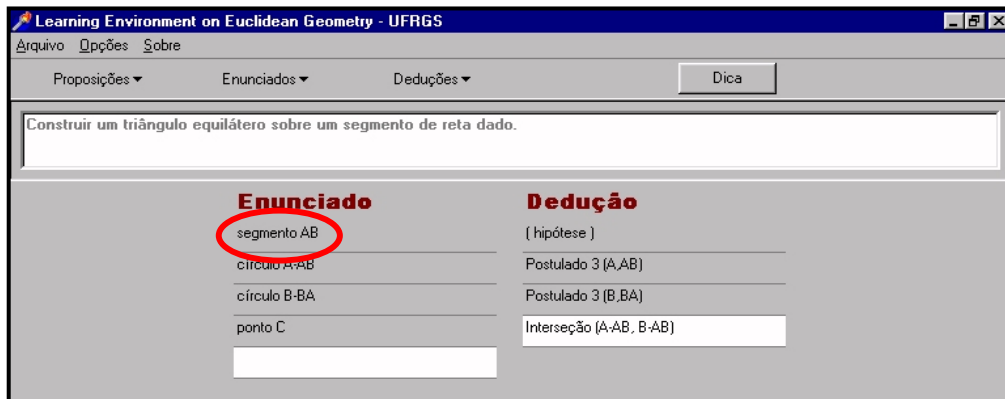 Learning Environment on Euclidean Geometry - UFRGS
Arquivo Opções Sobre
Proposições Enunciados Deduções Dica
Construir um triângulo equilátero sobre um segmento de reta dado.
Enunciado Dedução
segmento AB ( hipótese )
círculo A-AB Postulado 3 (A,AB)
círculo B-BA Postulado 3 (B,BA)
ponto C Interseção (A-AB, B-AB)